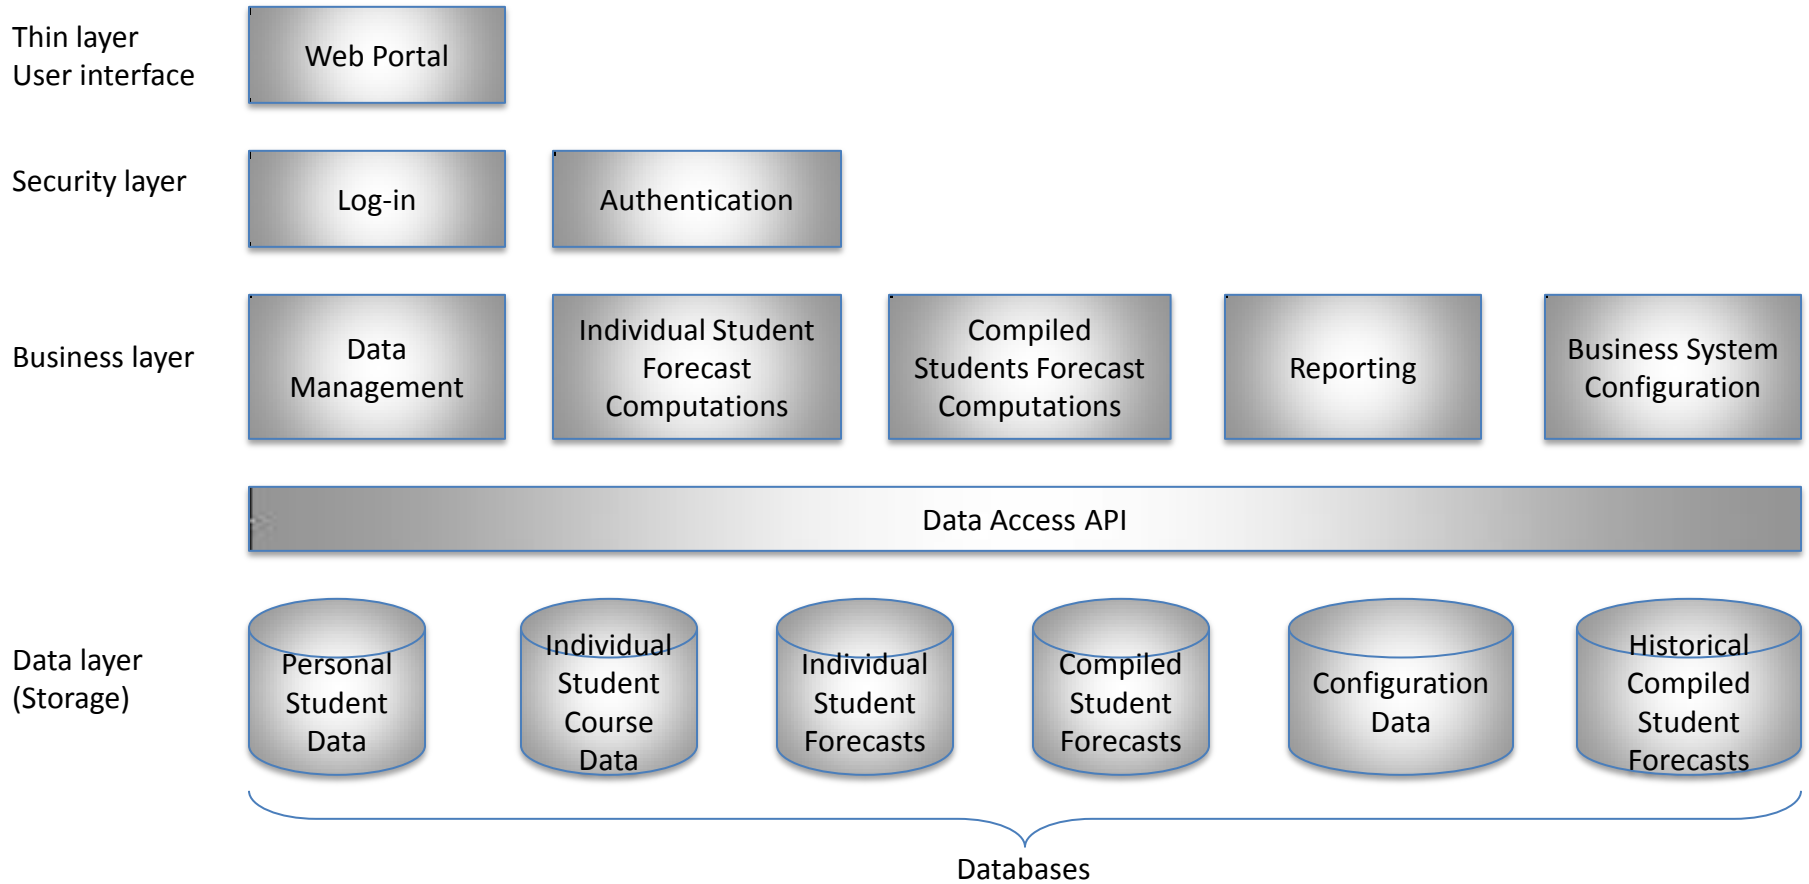 Thin layer
User interface
Web Portal
Security layer
Log-in
Authentication
Business layer
Data
Management
Individual Student
Forecast
Computations
Compiled
Students Forecast
Computations
Reporting
Business System
Configuration
Data Access API
Data layer
(Storage)
Personal
Student
Data
Individual
Student
Course
Data
Individual
Student
Forecasts
Compiled
Student
Forecasts
Configuration
Data
Historical
Compiled
Student
Forecasts
Databases